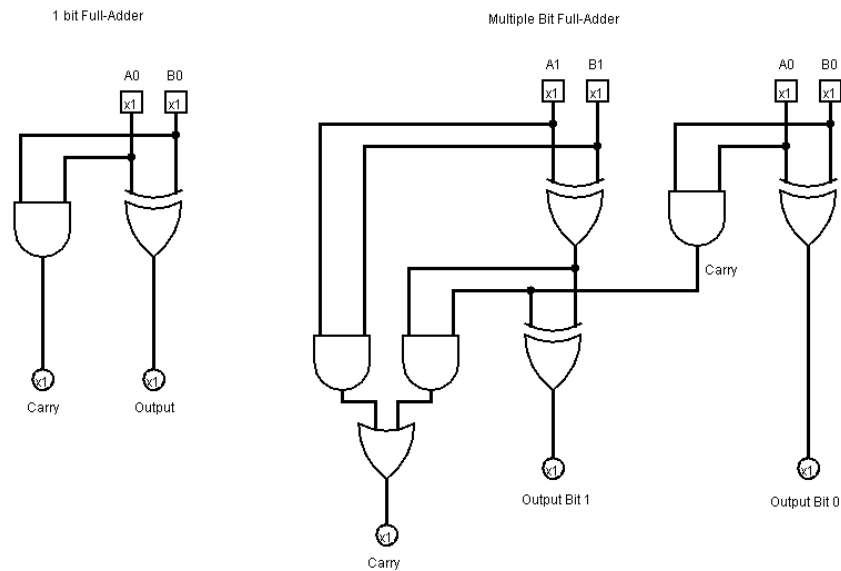 1 bit Full-Adder
Multiple Bit Full-Adder
A0 B0
A1 B1
A0 B0
x1 x1
x1 x1
x1 x1
Carry
x1 x1
Carry Output
x1
x1
Output Bit 1
Output Bit 0
x1
Carry